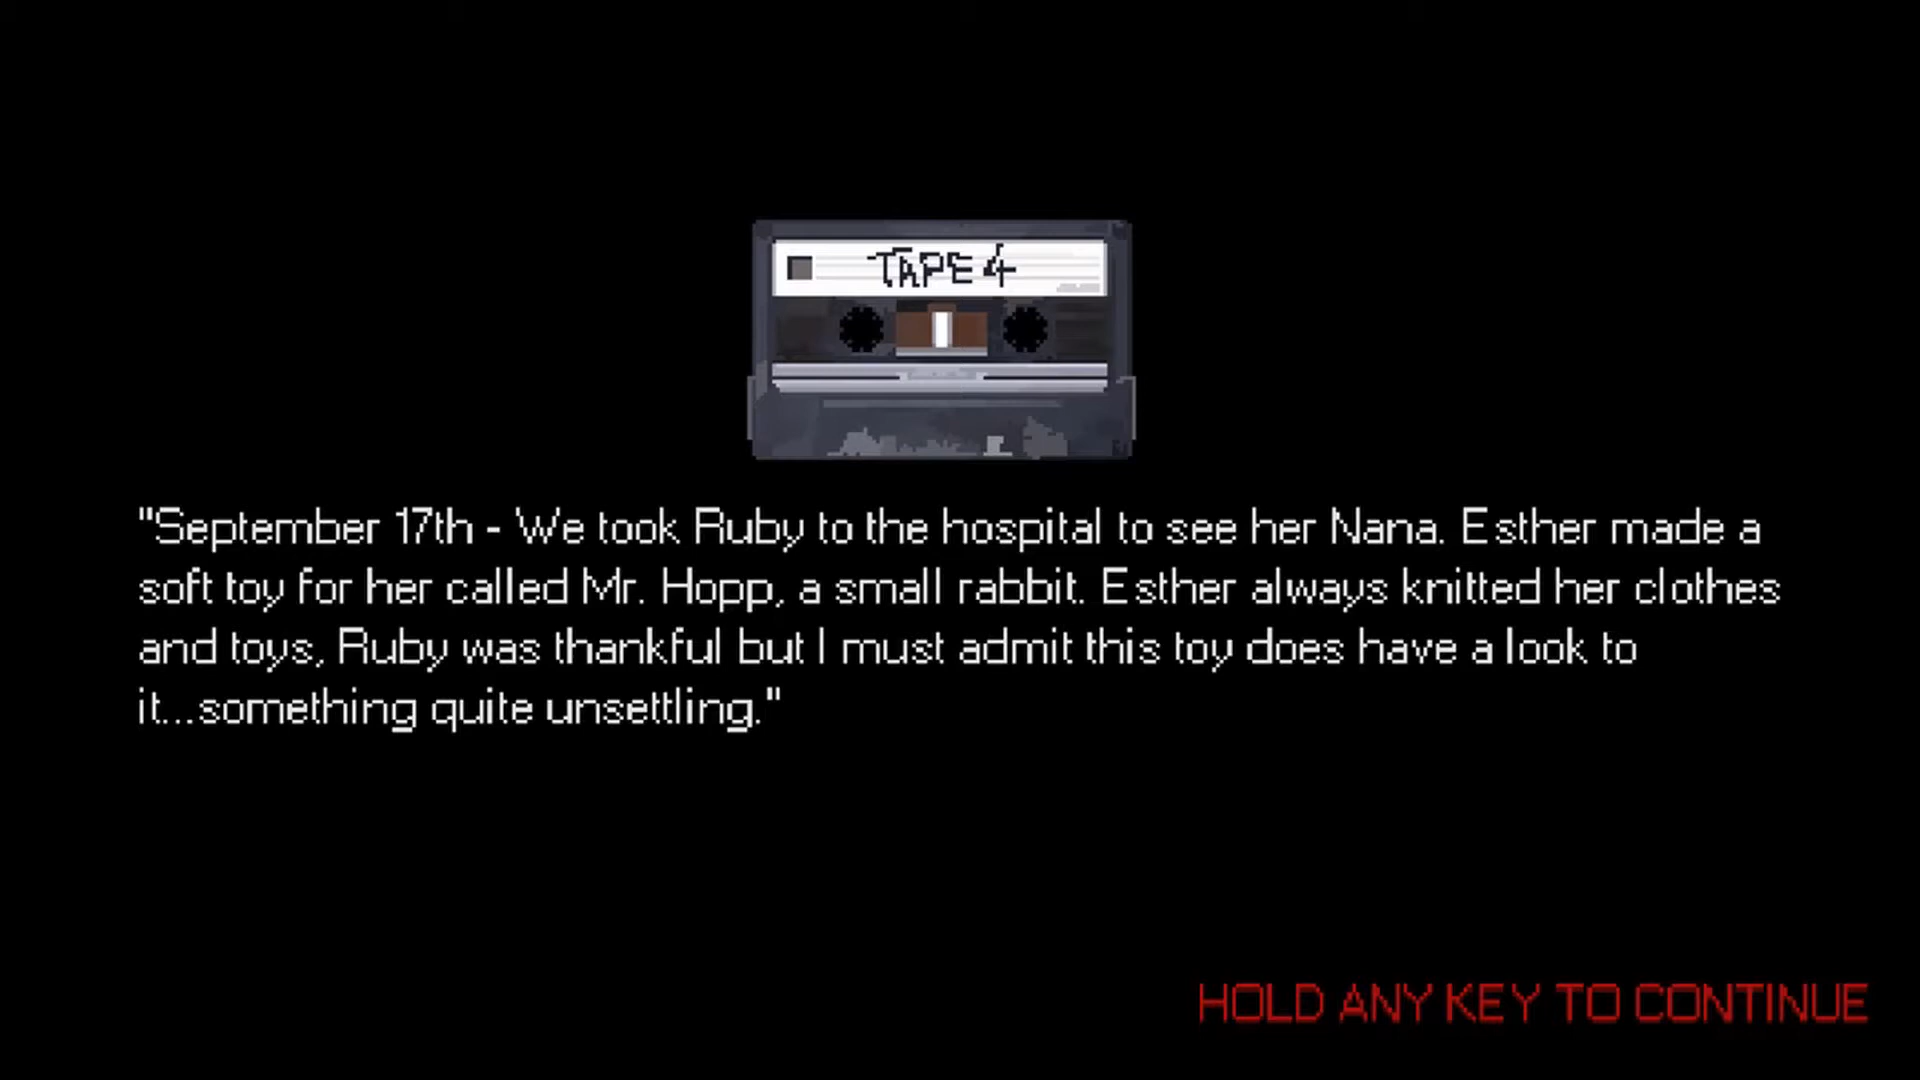 TAPE 4
"September 17th - We took Ruby to the hospital to see her Nana. Esther made a
soft toy for her called Mr. Hopp, a small rabbit. Esther always knitted her clothes
and toys, Ruby was thankful but I must admit this toy does have a look to
it...something quite unsettling."
HOLD ANY KEY TO CONTINUE